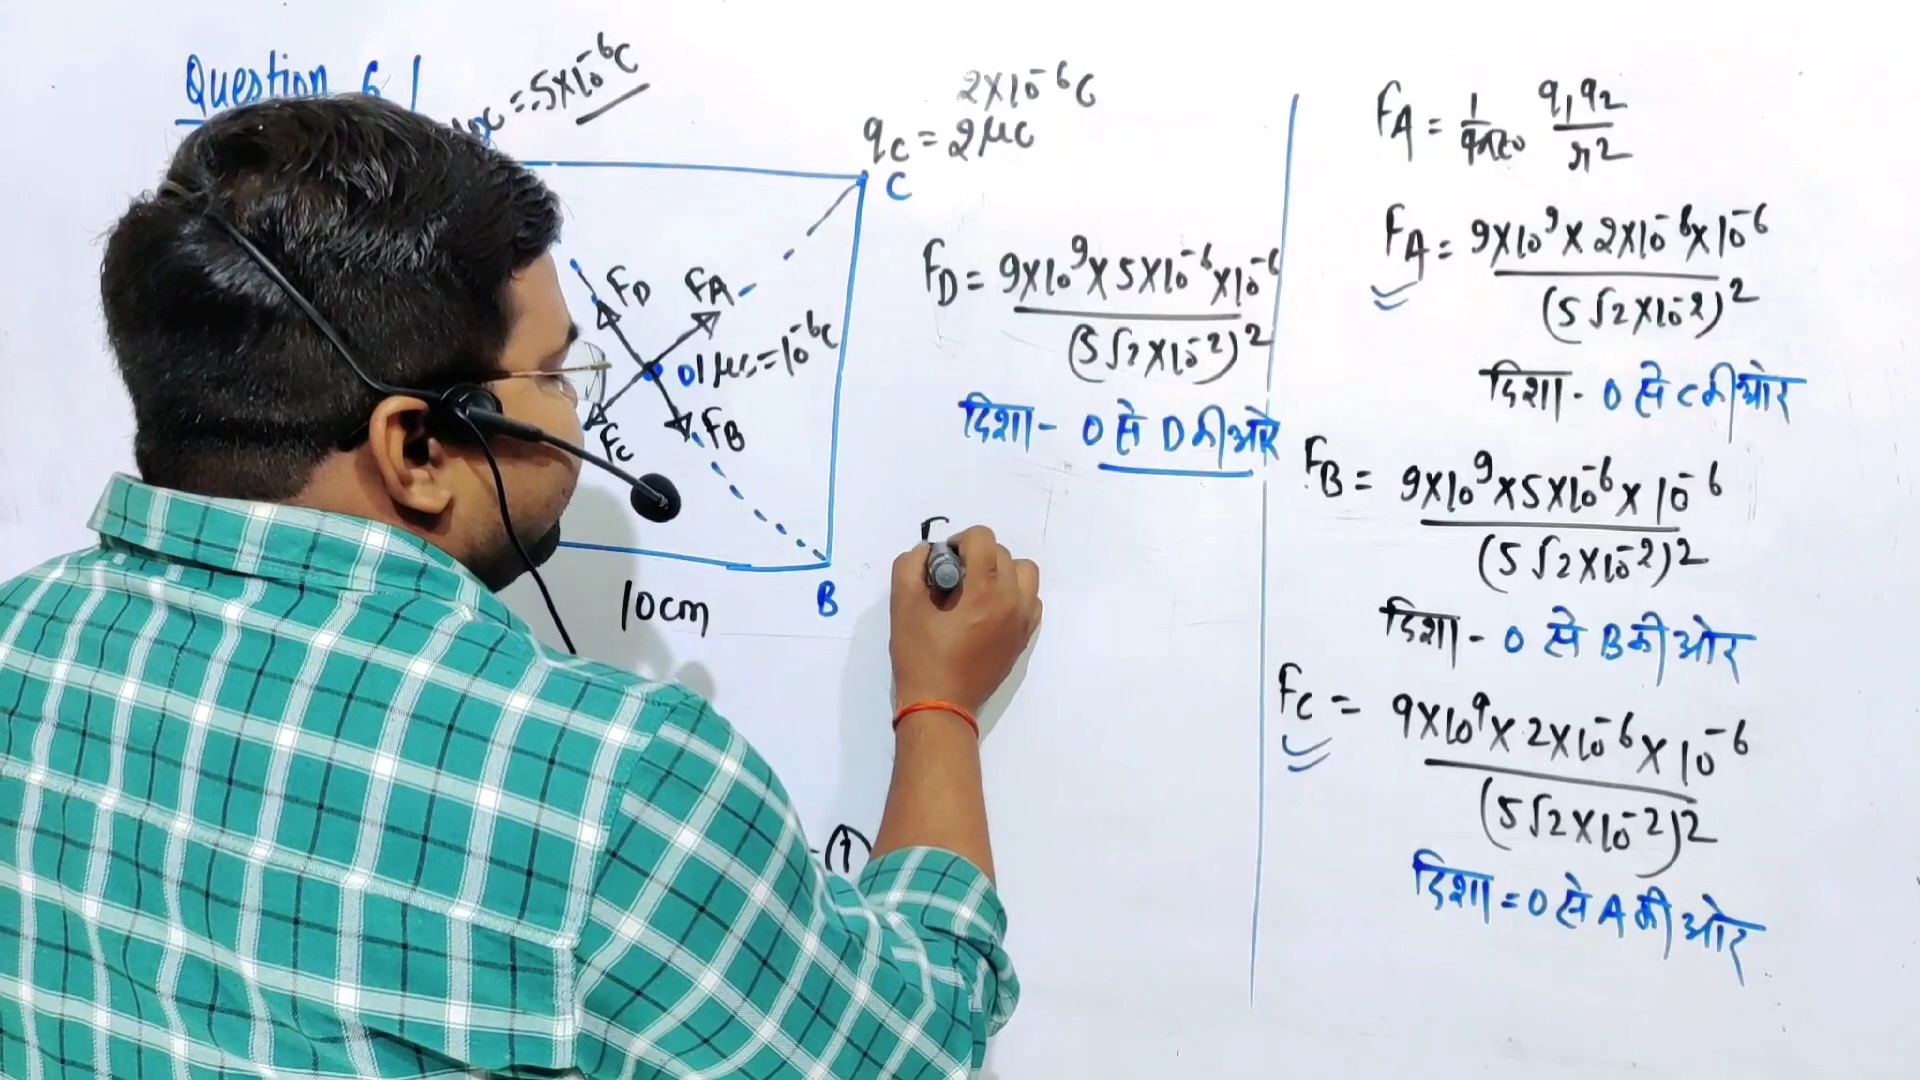 Question 6
= 5×10⁻⁶C
2×10⁻⁶C
q_C = 2μC
C
F_D
F_A
O 1μC = 10⁻⁶C
F_C
F_B
10cm
B
F_D = 9×10⁹×5×10⁻⁶×10⁻⁶
(5√2×10⁻²)²
दिशा - O से D की ओर
F
- (1)
F_A = 1/4πε₀ q₁q₂/r²
F_A = 9×10⁹×2×10⁻⁶×10⁻⁶
(5√2×10⁻²)²
दिशा - O से C की ओर
F_B = 9×10⁹×5×10⁻⁶×10⁻⁶
(5√2×10⁻²)²
दिशा - O से B की ओर
F_C = 9×10⁹×2×10⁻⁶×10⁻⁶
(5√2×10⁻²)²
दिशा = O से A की ओर